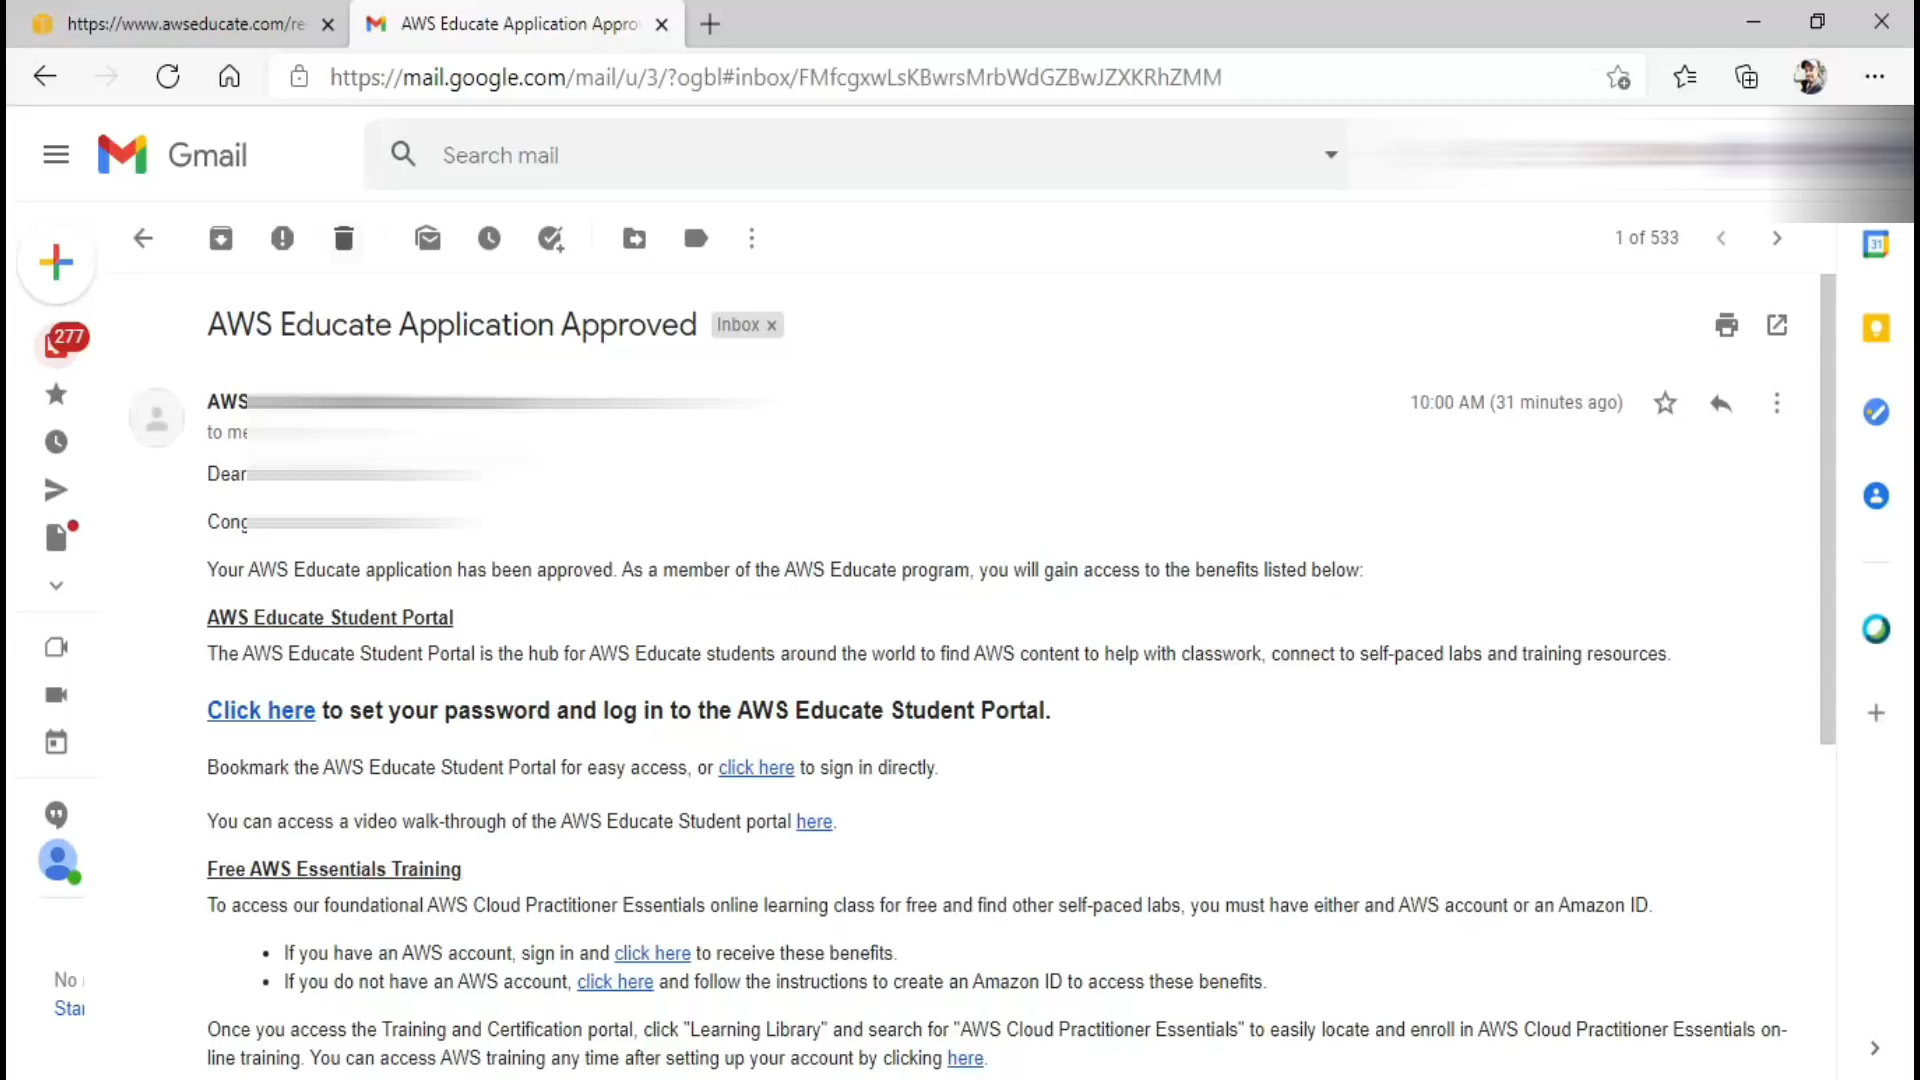 https://www.awseducate.com/re
AWS Educate Application Appro
https://mail.google.com/mail/u/3/?ogbl#inbox/FMfcgxwLsKBwrsMrbWdGZBwJZXKRhZMM
Gmail
Search mail
1 of 533
31
277
AWS Educate Application Approved
Inbox x
AWS
10:00 AM (31 minutes ago)
to me
Dear
Cong
Your AWS Educate application has been approved. As a member of the AWS Educate program, you will gain access to the benefits listed below:
AWS Educate Student Portal
The AWS Educate Student Portal is the hub for AWS Educate students around the world to find AWS content to help with classwork, connect to self-paced labs and training resources.
Click here to set your password and log in to the AWS Educate Student Portal.
Bookmark the AWS Educate Student Portal for easy access, or click here to sign in directly.
You can access a video walk-through of the AWS Educate Student portal here.
Free AWS Essentials Training
To access our foundational AWS Cloud Practitioner Essentials online learning class for free and find other self-paced labs, you must have either and AWS account or an Amazon ID.
• If you have an AWS account, sign in and click here to receive these benefits.
• If you do not have an AWS account, click here and follow the instructions to create an Amazon ID to access these benefits.
No
Star
Once you access the Training and Certification portal, click "Learning Library" and search for "AWS Cloud Practitioner Essentials" to easily locate and enroll in AWS Cloud Practitioner Essentials on-
line training. You can access AWS training any time after setting up your account by clicking here.